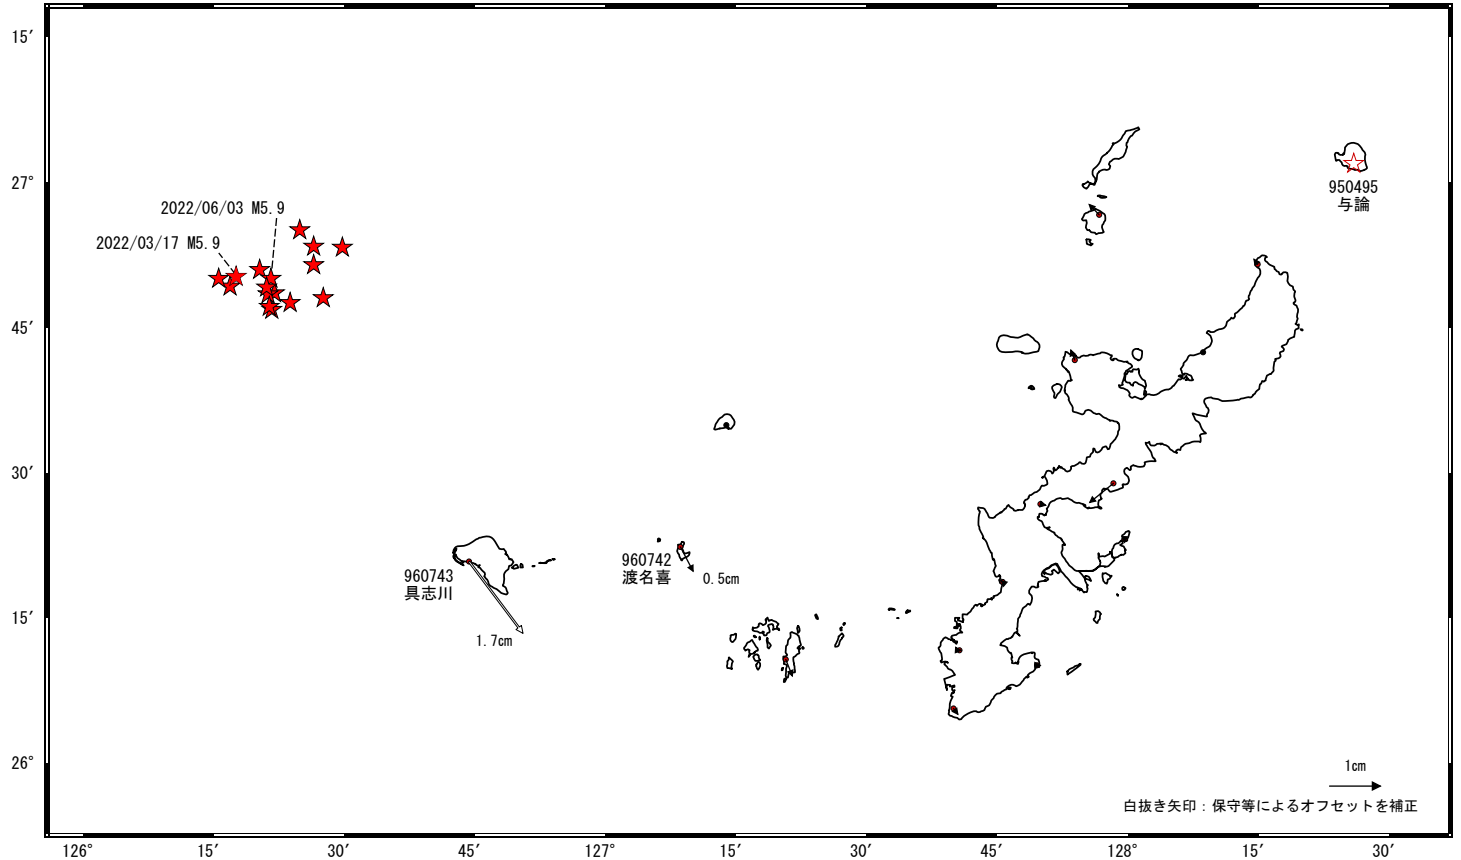 15′
27°
45′
30′
15′
26°
2022/06/03 M5.9
2022/03/17 M5.9
950495
与論
960743
具志川
1.7cm
960742
渡名喜
0.5cm
1cm
白抜き矢印：保守等によるオフセットを補正
126° 15′ 30′ 45′ 127° 15′ 30′ 45′ 128° 15′ 30′